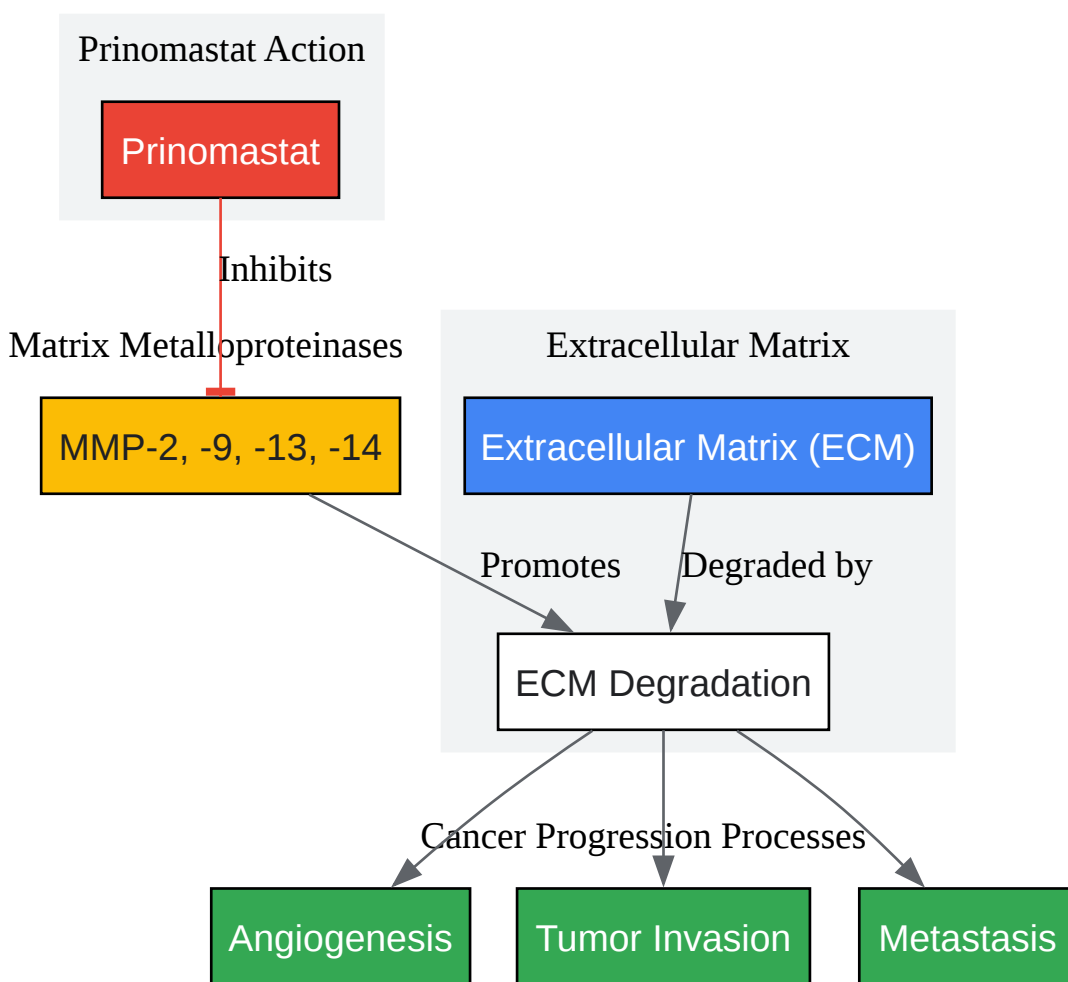 Prinomastat Action
Prinomastat
Inhibits
Matrix Metalloproteinases
Extracellular Matrix
MMP-2, -9, -13, -14
Extracellular Matrix (ECM)
Promotes
Degraded by
ECM Degradation
Cancer Progression Processes
Angiogenesis
Tumor Invasion
Metastasis